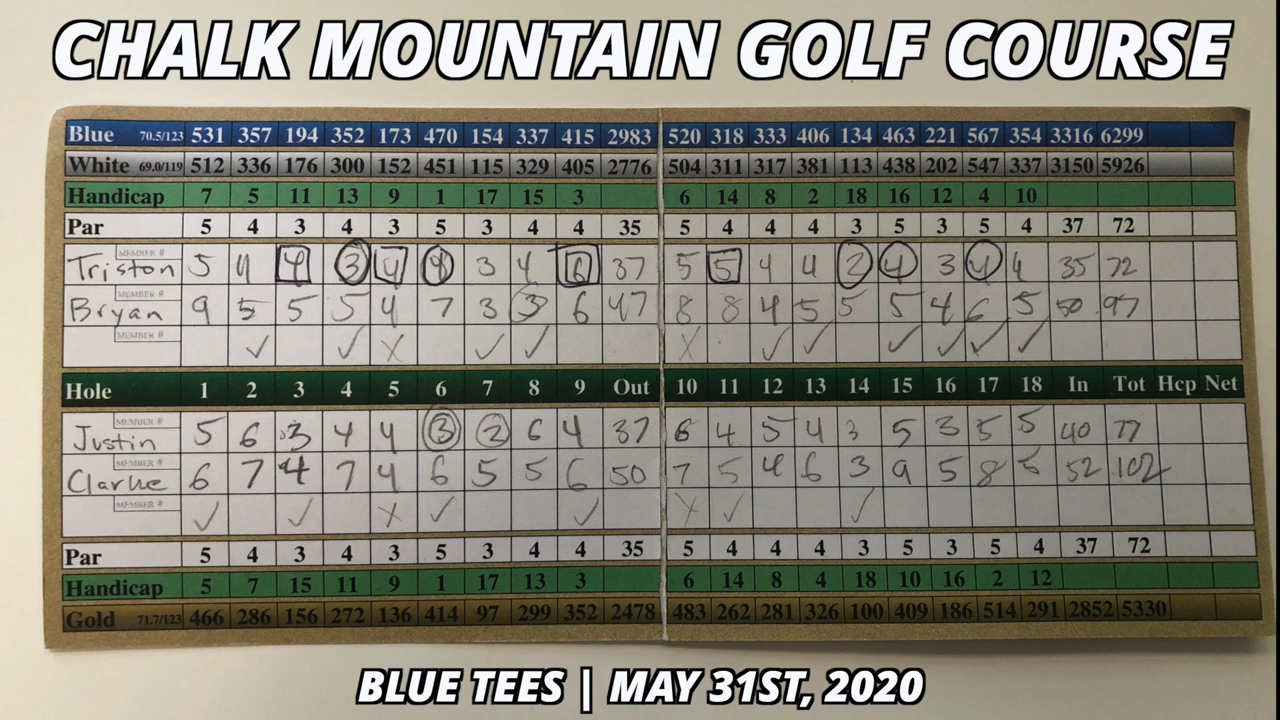 CHALK MOUNTAIN GOLF COURSE
Blue 70.5/123 531 357 194 352 173 470 154 337 415 2983 520 318 333 406 134 463 221 567 354 3316 6299
White 69.0/119 512 336 176 300 152 451 115 329 405 2776 504 311 317 381 113 438 202 547 337 3150 5926
Handicap 7 5 11 13 9 1 17 15 3 6 14 8 2 18 16 12 4 10
Par 5 4 3 4 3 5 3 4 4 35 5 4 4 4 3 5 3 5 4 37 72
MEMBER #
Triston 5 4 4 3 4 4 3 4 6 37 5 5 4 4 2 4 3 4 4 35 72
MEMBER #
Bryan 9 5 5 5 4 7 3 3 6 47 8 8 4 5 5 5 4 6 5 50 97
MEMBER #
✓ ✓ X ✓ ✓ X ✓ ✓ ✓ ✓ ✓ ✓
Hole 1 2 3 4 5 6 7 8 9 Out 10 11 12 13 14 15 16 17 18 In Tot Hcp Net
MEMBER #
Justin 5 6 3 4 4 3 2 6 4 37 6 4 5 4 3 5 3 5 5 40 77
MEMBER #
Clarke 6 7 4 7 4 6 5 5 6 50 7 5 4 6 3 9 5 8 5 52 102
MEMBER #
✓ ✓ X ✓ ✓ X ✓ ✓
Par 5 4 3 4 3 5 3 4 4 35 5 4 4 4 3 5 3 5 4 37 72
Handicap 5 7 15 11 9 1 17 13 3 6 14 8 4 18 10 16 2 12
Gold 71.7/123 466 286 156 272 136 414 97 299 352 2478 483 262 281 326 100 409 186 514 291 2852 5330
BLUE TEES | MAY 31ST, 2020